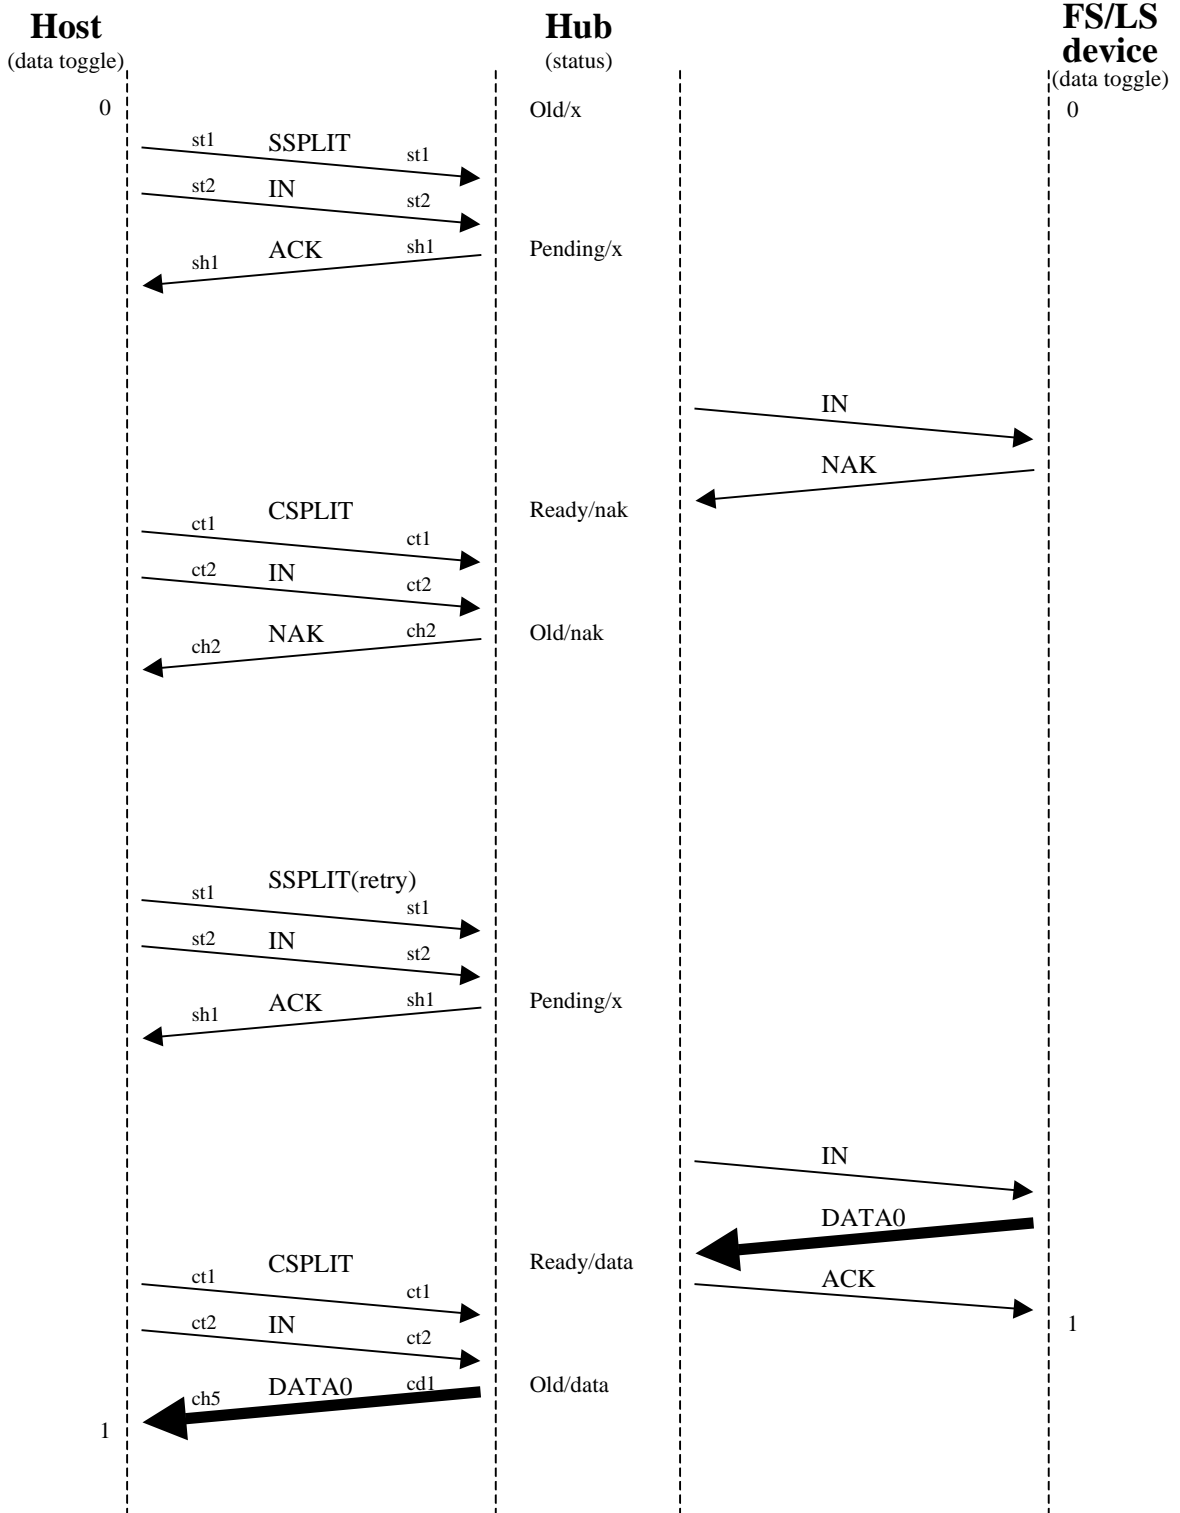 Host
(data toggle)
Hub
(status)
FS/LS
device
(data toggle)
0
Old/x
0
st1
SSPLIT
st1
st2
IN
st2
ACK
sh1
Pending/x
sh1
IN
NAK
CSPLIT
Ready/nak
ct1
ct1
ct2
IN
ct2
NAK
ch2
Old/nak
ch2
SSPLIT(retry)
st1
st1
st2
IN
st2
ACK
sh1
Pending/x
sh1
IN
DATA0
CSPLIT
Ready/data
ACK
ct1
ct1
ct2
IN
ct2
1
DATA0
cd1
Old/data
ch5
1